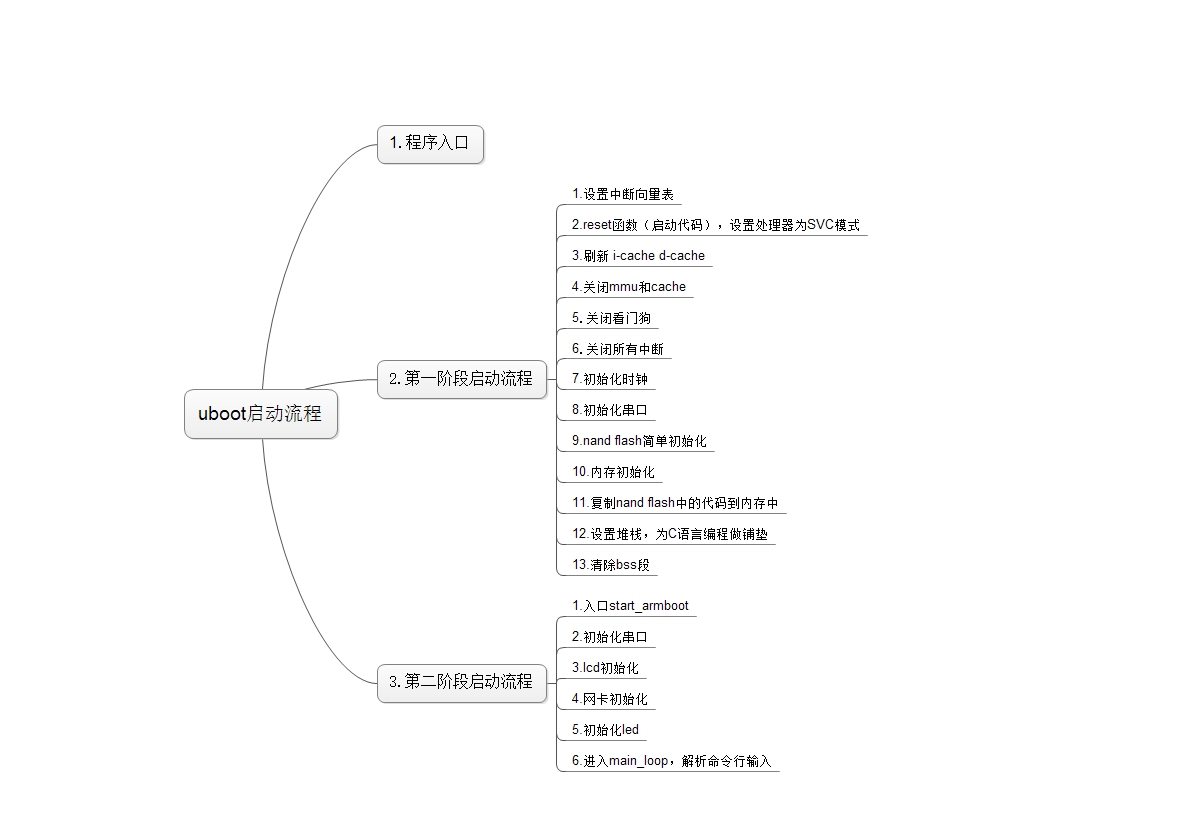 uboot启动流程
1.程序入口
2.第一阶段启动流程
1.设置中断向量表
2.reset函数（启动代码），设置处理器为SVC模式
3.刷新 i-cache d-cache
4.关闭mmu和cache
5.关闭看门狗
6.关闭所有中断
7.初始化时钟
8.初始化串口
9.nand flash简单初始化
10.内存初始化
11.复制nand flash中的代码到内存中
12.设置堆栈，为C语言编程做铺垫
13.清除bss段
3.第二阶段启动流程
1.入口start_armboot
2.初始化串口
3.lcd初始化
4.网卡初始化
5.初始化led
6.进入main_loop，解析命令行输入